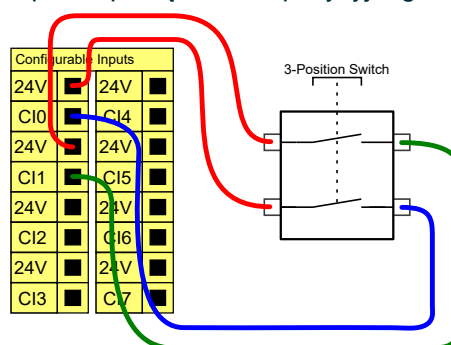 Configurable Inputs
24V 24V
CI0 CI4
24V 24V
CI1 CI5
24V 24V
CI2 CI6
24V 24V
CI3 CI7
3-Position Switch